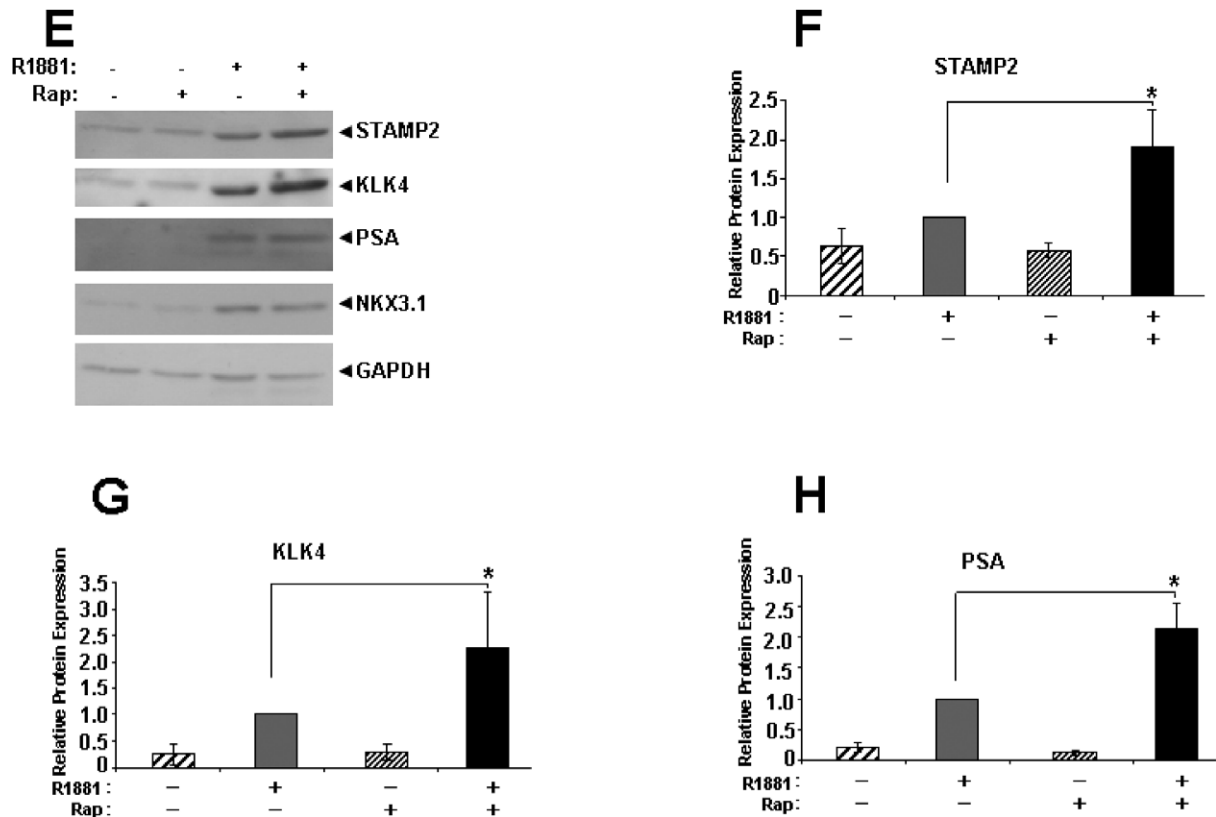 E
R1881: - - + +
Rap: - + - +
◄STAMP2
◄KLK4
◄PSA
◄NKX3.1
◄GAPDH
F
STAMP2
*
Relative Protein Expression
2.5
2.0
1.5
1.0
0.5
0
R1881 : − + − +
Rap : − − + +
G
KLK4
*
Relative Protein Expression
3.5
3.0
2.5
2.0
1.5
1.0
0.5
0
R1881 : − + − +
Rap : − − + +
H
PSA
*
Relative Protein Expression
3.0
2.5
2.0
1.5
1.0
0.5
0
R1881 : − + − +
Rap : − − + +